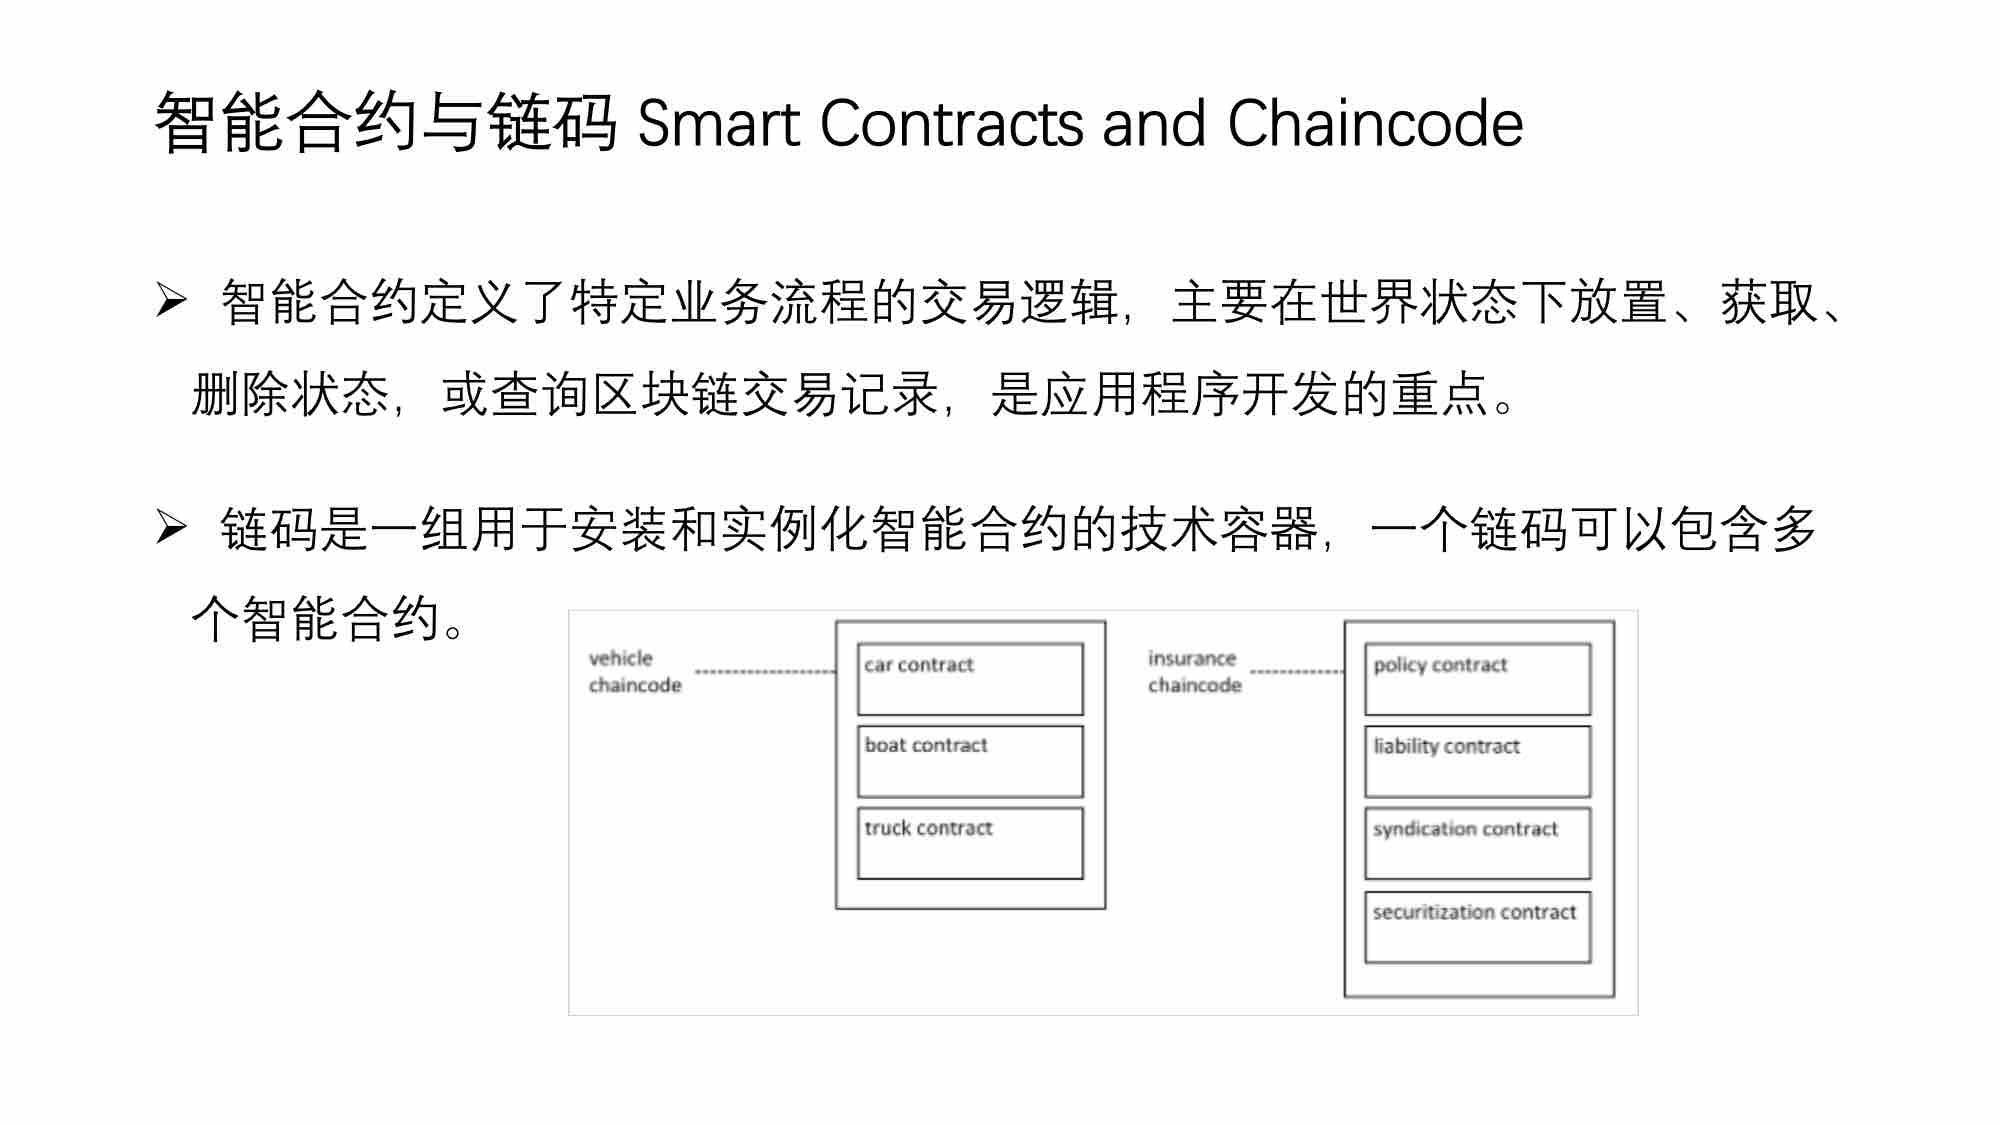 智能合约与链码 Smart Contracts and Chaincode
➢ 智能合约定义了特定业务流程的交易逻辑，主要在世界状态下放置、获取、
删除状态，或查询区块链交易记录，是应用程序开发的重点。
➢ 链码是一组用于安装和实例化智能合约的技术容器，一个链码可以包含多
个智能合约。
vehicle
chaincode
car contract
boat contract
truck contract
insurance
chaincode
policy contract
liability contract
syndication contract
securitization contract